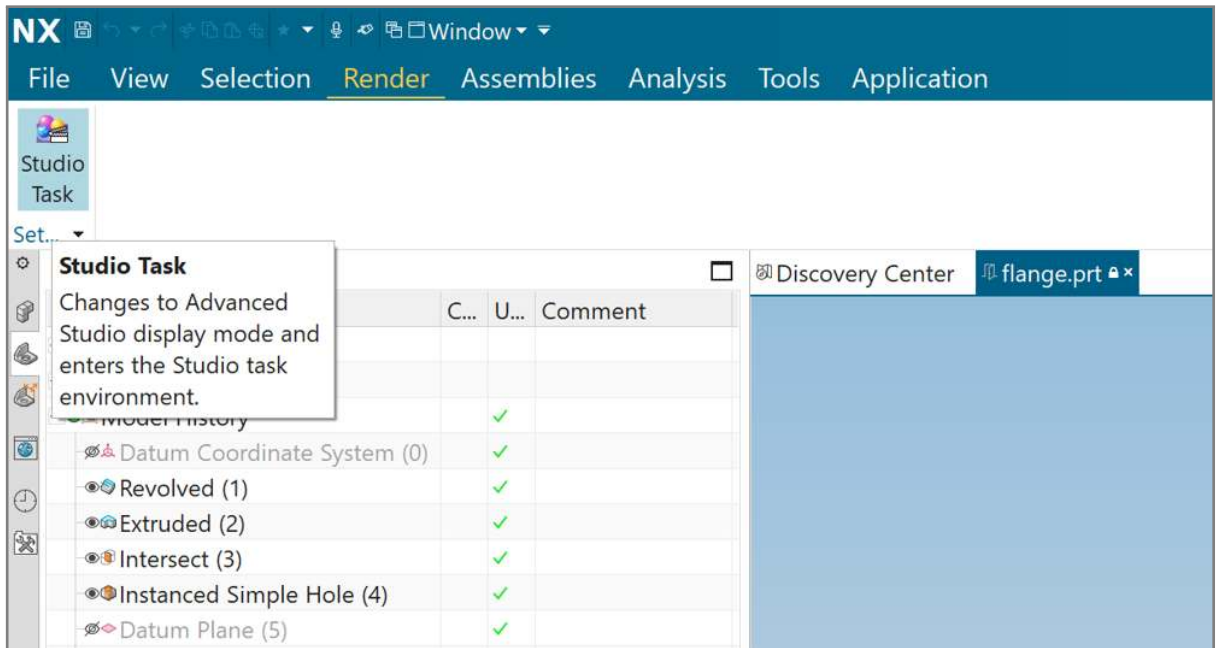 NX Window
File View Selection Render Assemblies Analysis Tools Application
Studio
Task
Set...
Studio Task
Changes to Advanced
Studio display mode and
enters the Studio task
environment.
C... U... Comment
Discovery Center flange.prt
Model History
Datum Coordinate System (0)
Revolved (1)
Extruded (2)
Intersect (3)
Instanced Simple Hole (4)
Datum Plane (5)